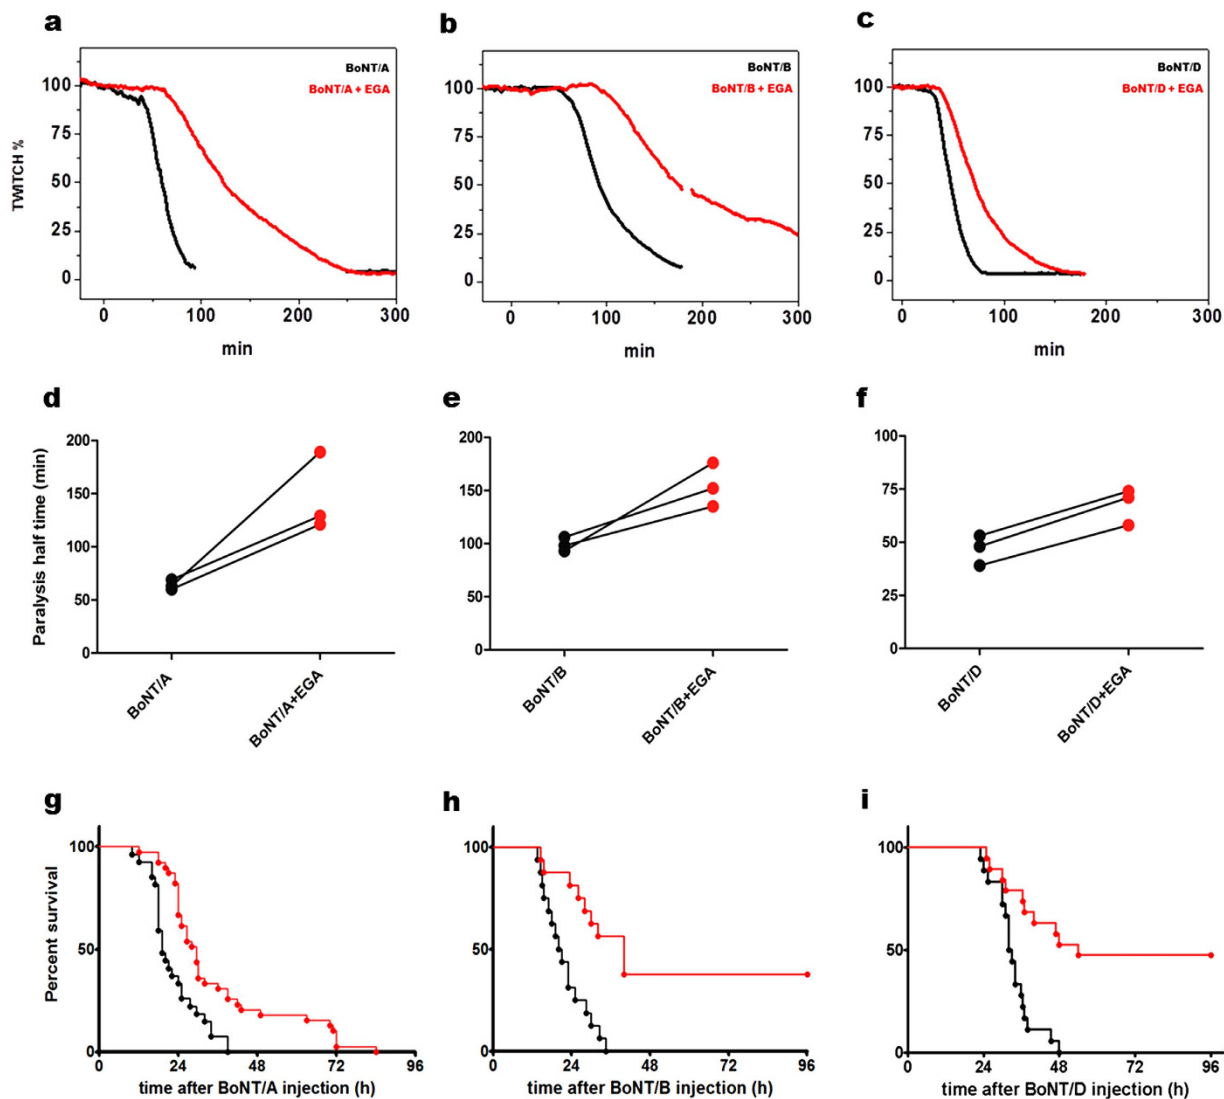 a
b
c
BoNT/A
BoNT/A + EGA
BoNT/B
BoNT/B + EGA
BoNT/D
BoNT/D + EGA
TWITCH %
100
75
50
25
0
100
75
50
25
0
100
75
50
25
0
0 100 200 300
0 100 200 300
0 100 200 300
min
min
min
d
e
f
Paralysis half time (min)
200
150
100
50
0
200
150
100
50
0
100
75
50
25
0
BoNT/A
BoNT/A+EGA
BoNT/B
BoNT/B+EGA
BoNT/D
BoNT/D+EGA
g
h
i
Percent survival
100
50
0
100
50
0
100
50
0
0 24 48 72 96
0 24 48 72 96
0 24 48 72 96
time after BoNT/A injection (h)
time after BoNT/B injection (h)
time after BoNT/D injection (h)